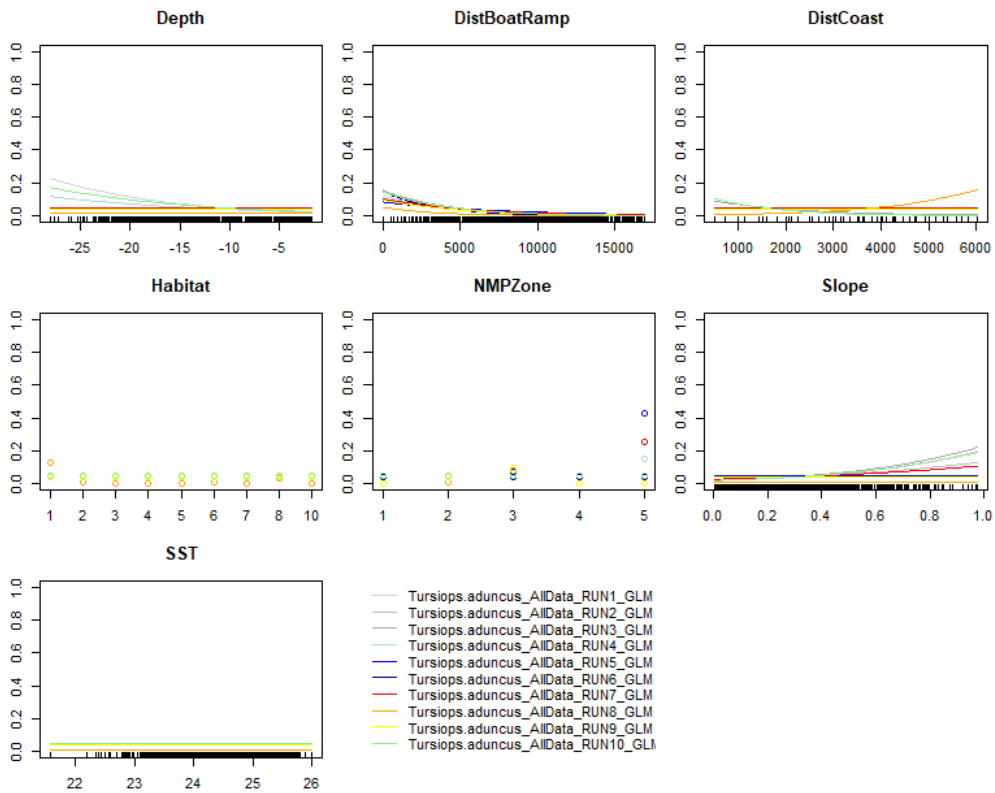 Depth
0.0 0.2 0.4 0.6 0.8 1.0
-25 -20 -15 -10 -5
DistBoatRamp
0.0 0.2 0.4 0.6 0.8 1.0
0 5000 10000 15000
DistCoast
0.0 0.2 0.4 0.6 0.8 1.0
1000 2000 3000 4000 5000 6000
Habitat
0.0 0.2 0.4 0.6 0.8 1.0
1 2 3 4 5 6 7 8 10
NMPZone
0.0 0.2 0.4 0.6 0.8 1.0
1 2 3 4 5
Slope
0.0 0.2 0.4 0.6 0.8 1.0
0.0 0.2 0.4 0.6 0.8 1.0
SST
0.0 0.2 0.4 0.6 0.8 1.0
22 23 24 25 26
Tursiops.aduncus_AllData_RUN1_GLM
Tursiops.aduncus_AllData_RUN2_GLM
Tursiops.aduncus_AllData_RUN3_GLM
Tursiops.aduncus_AllData_RUN4_GLM
Tursiops.aduncus_AllData_RUN5_GLM
Tursiops.aduncus_AllData_RUN6_GLM
Tursiops.aduncus_AllData_RUN7_GLM
Tursiops.aduncus_AllData_RUN8_GLM
Tursiops.aduncus_AllData_RUN9_GLM
Tursiops.aduncus_AllData_RUN10_GL